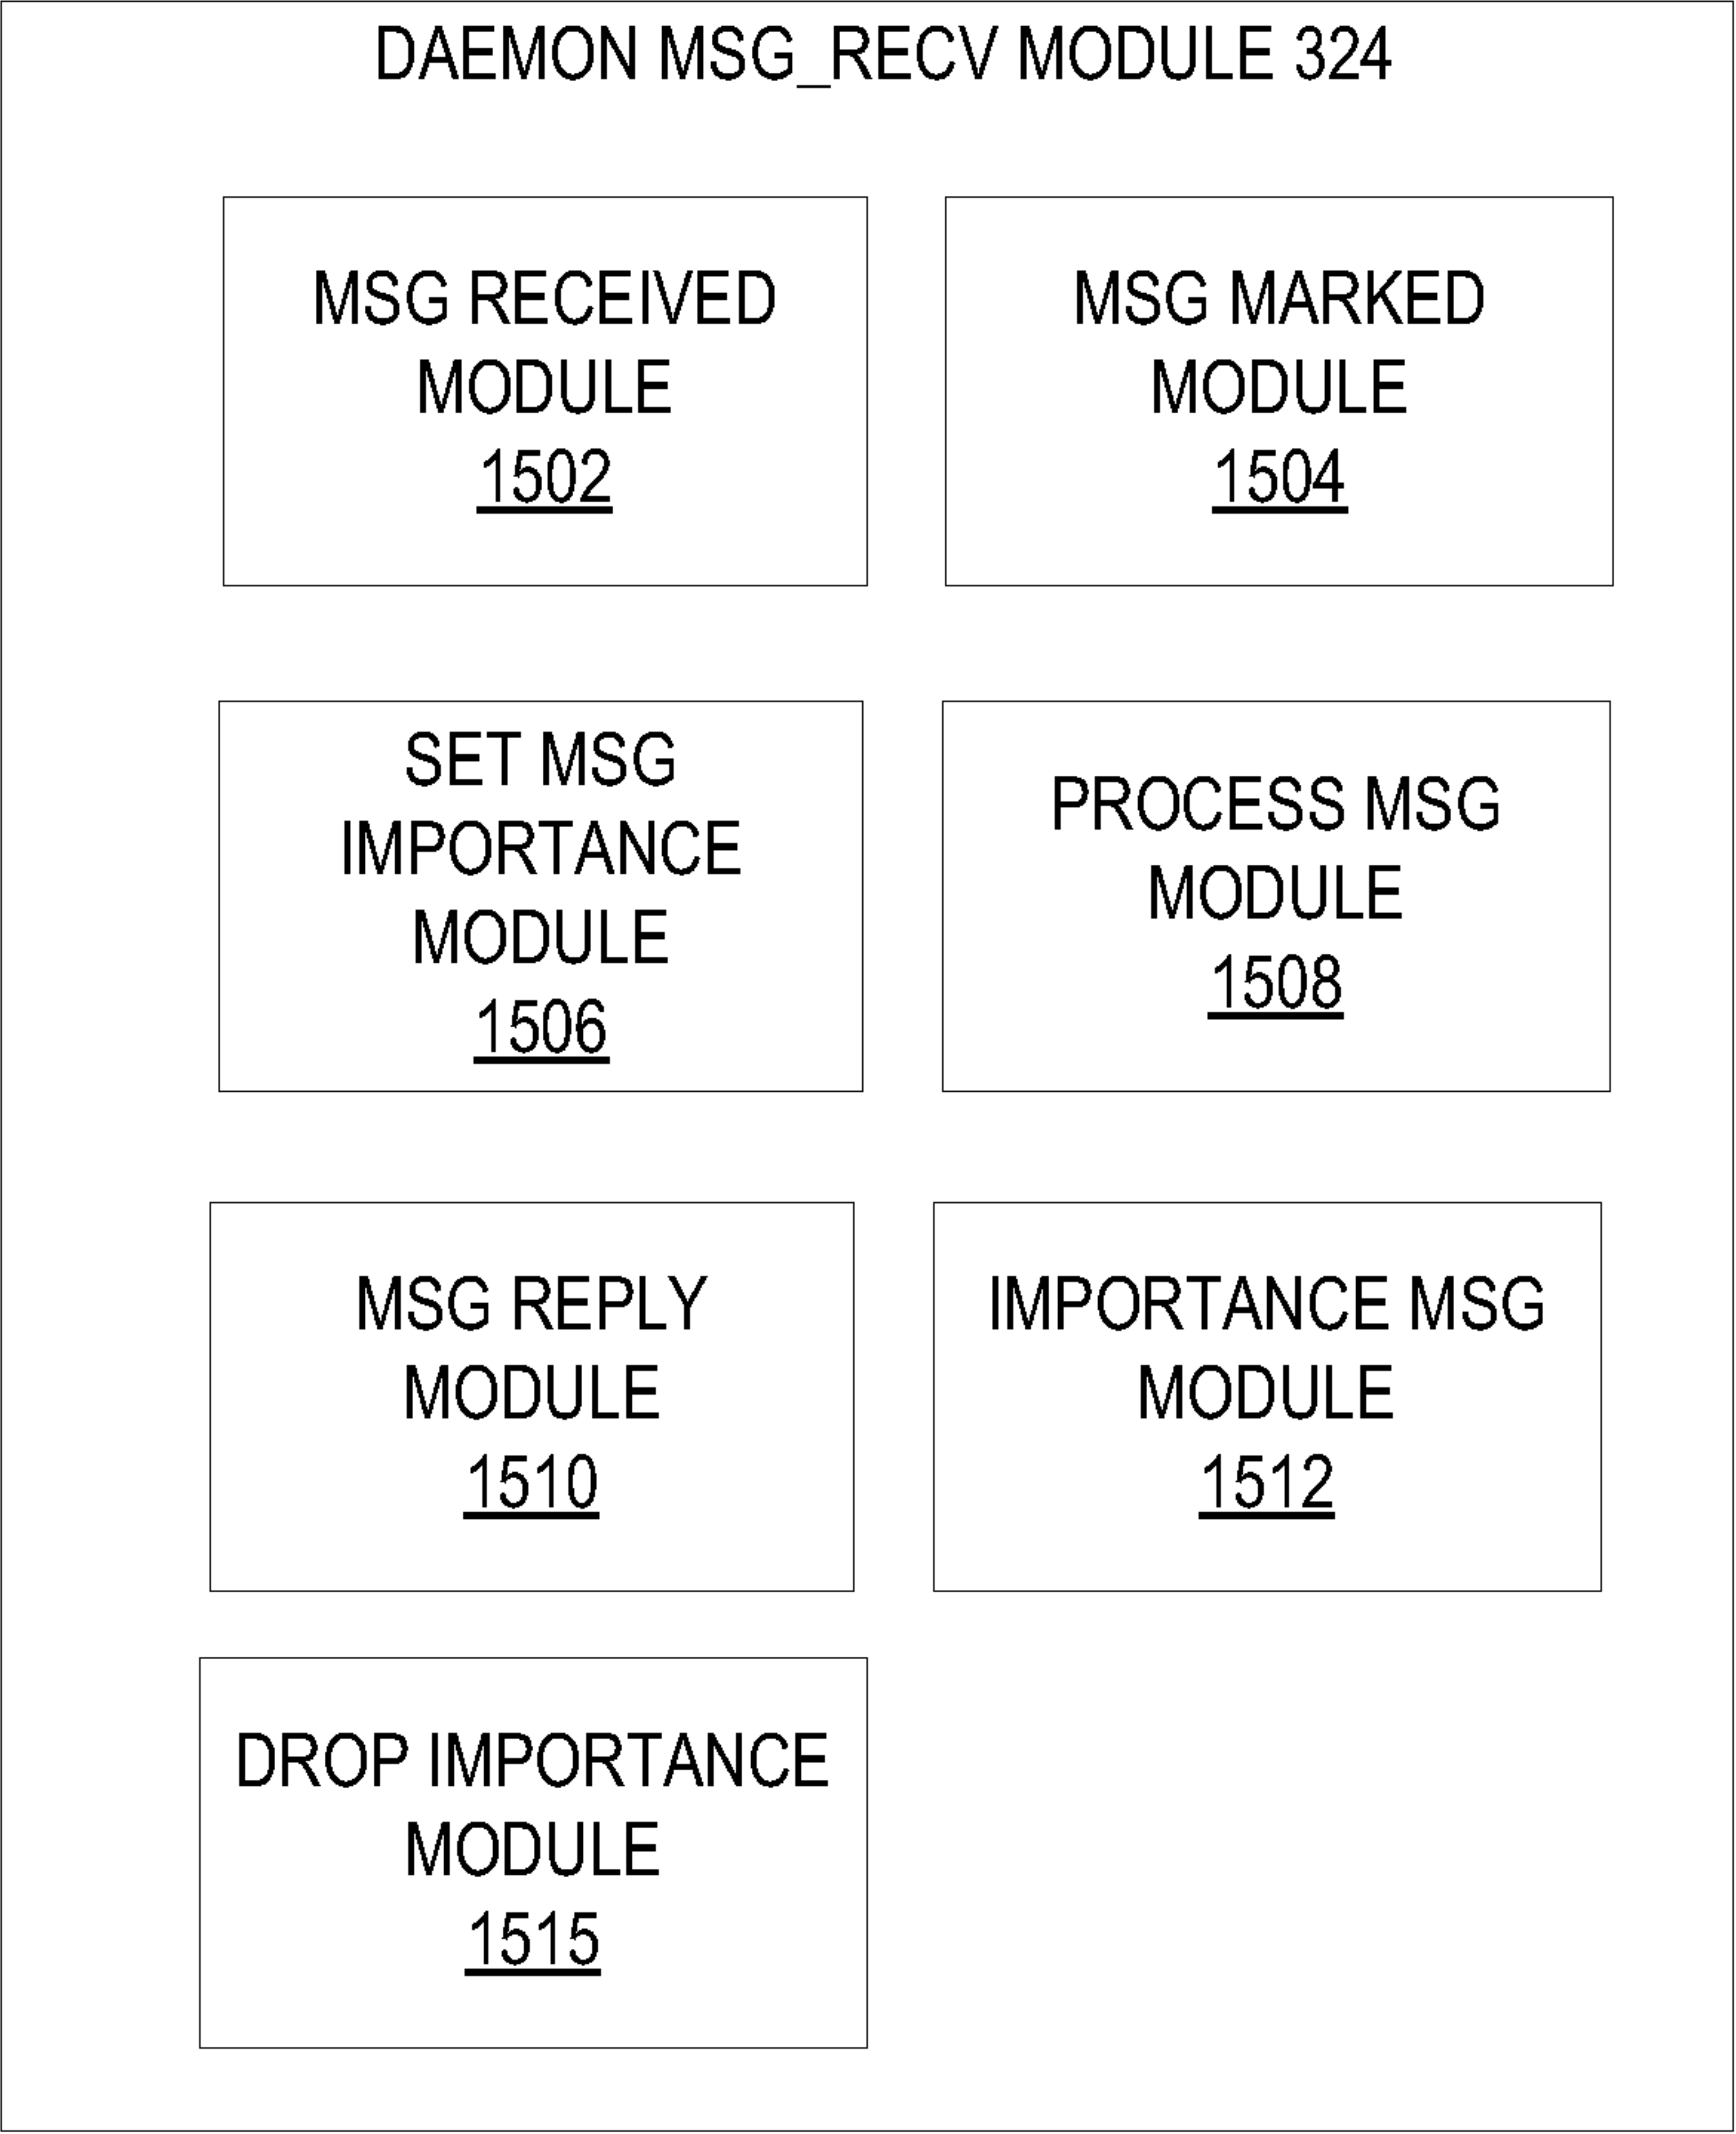 DAEMON MSG_RECV MODULE 324
MSG RECEIVED
MODULE
1502
MSG MARKED
MODULE
1504
SET MSG
IMPORTANCE
MODULE
1506
PROCESS MSG
MODULE
1508
MSG REPLY
MODULE
1510
IMPORTANCE MSG
MODULE
1512
DROP IMPORTANCE
MODULE
1515